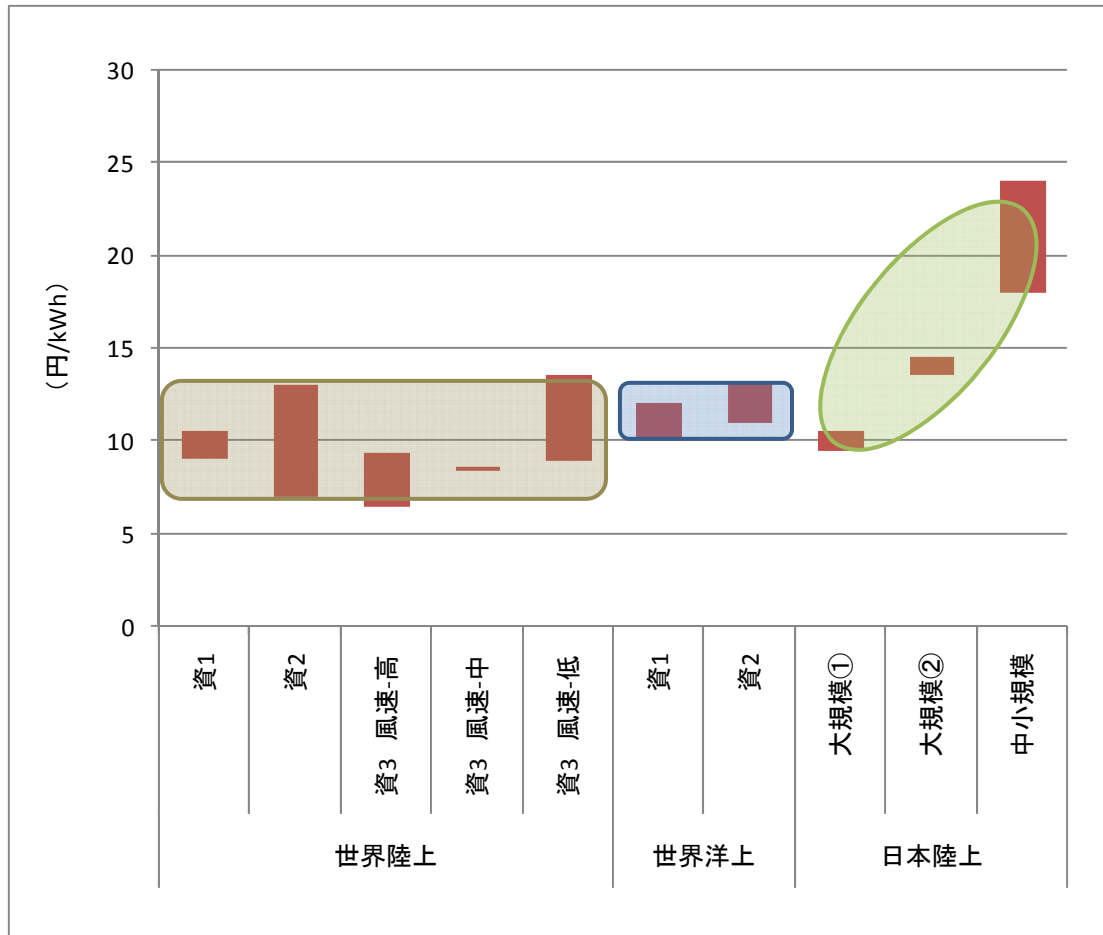 30
25
20
15
10
5
0
（円/kWh）
資1
資2
資3 風速-高
資3 風速-中
資3 風速-低
資1
資2
大規模①
大規模②
中小規模
世界陸上
世界洋上
日本陸上